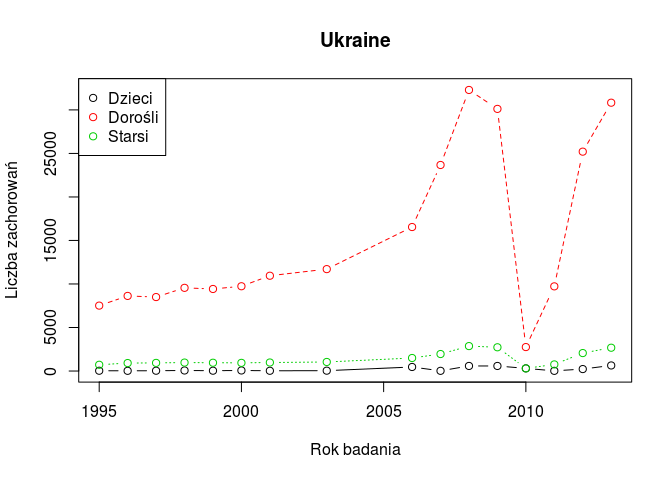 Ukraine
Dzieci
Dorośli
Starsi
Liczba zachorowań
25000
15000
5000
0
1995 2000 2005 2010
Rok badania